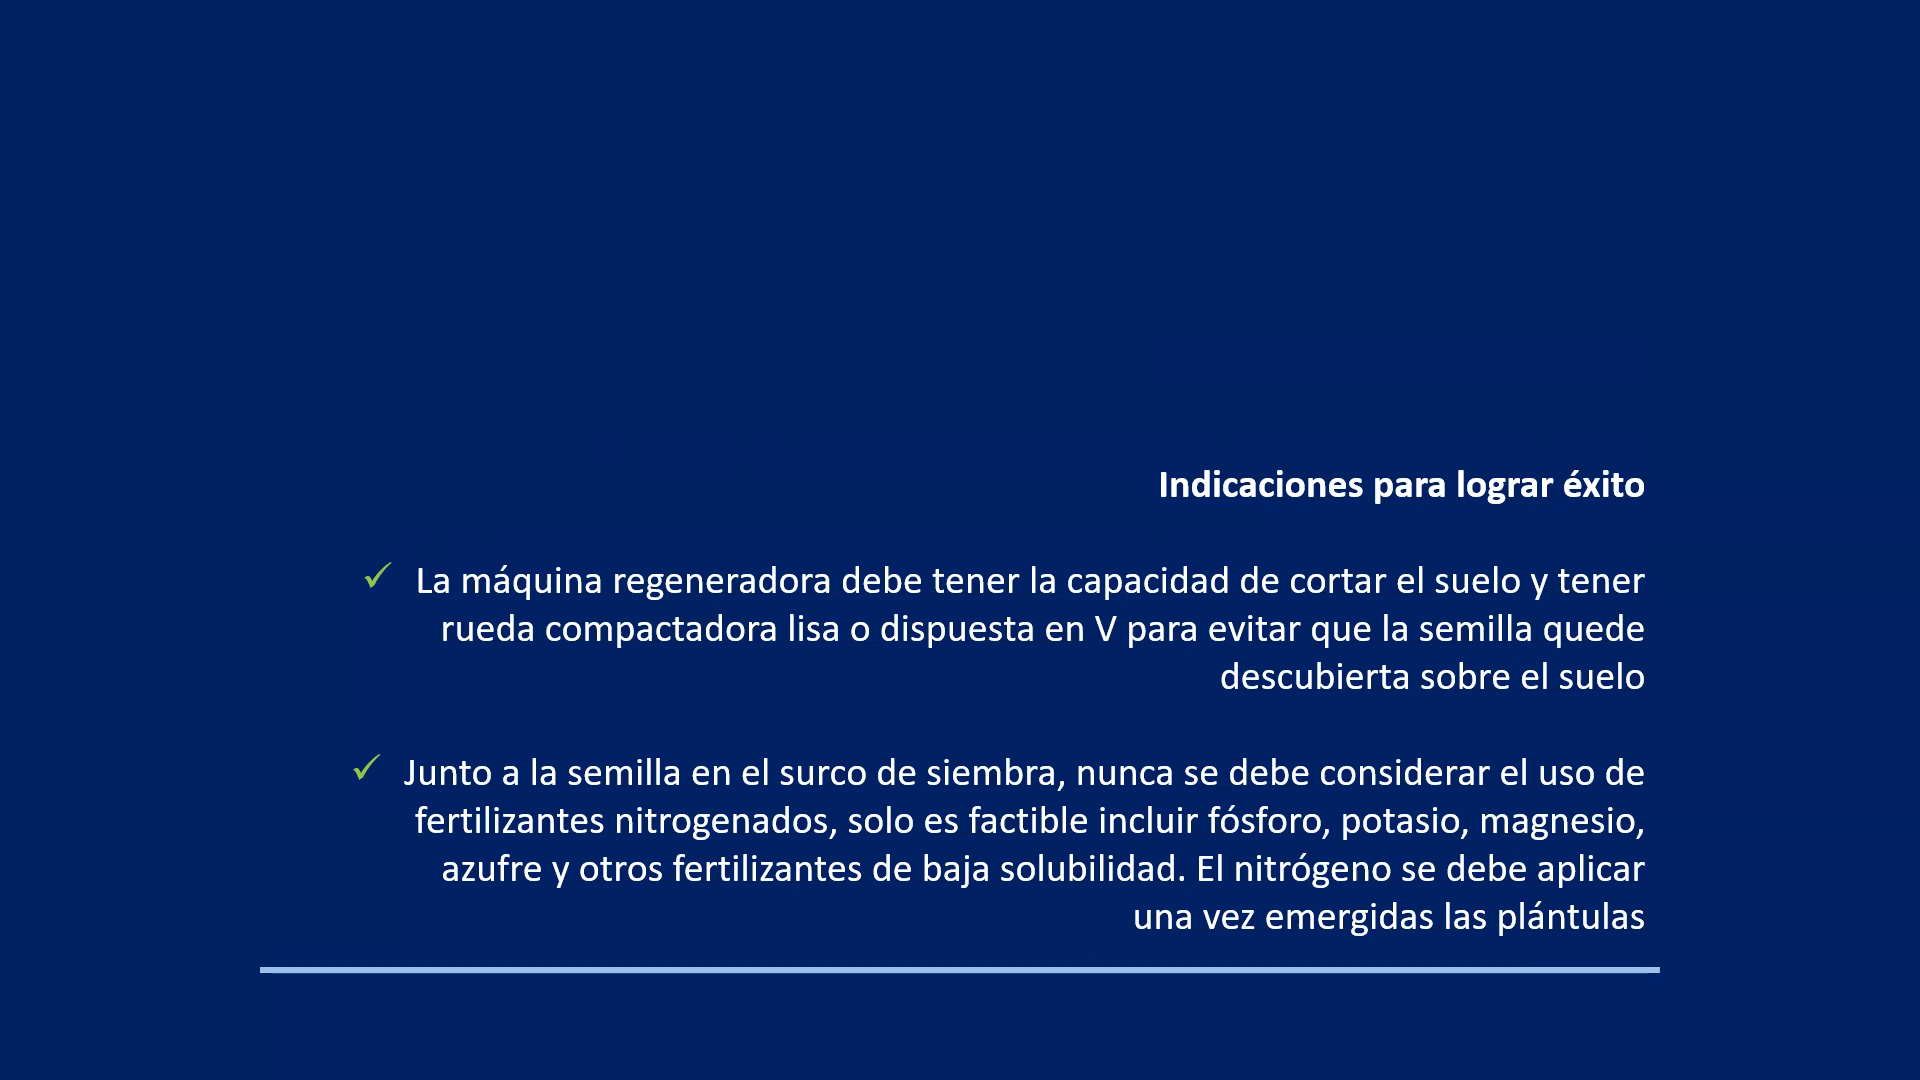 Indicaciones para lograr éxito
✓ La máquina regeneradora debe tener la capacidad de cortar el suelo y tener
rueda compactadora lisa o dispuesta en V para evitar que la semilla quede
descubierta sobre el suelo
✓ Junto a la semilla en el surco de siembra, nunca se debe considerar el uso de
fertilizantes nitrogenados, solo es factible incluir fósforo, potasio, magnesio,
azufre y otros fertilizantes de baja solubilidad. El nitrógeno se debe aplicar
una vez emergidas las plántulas